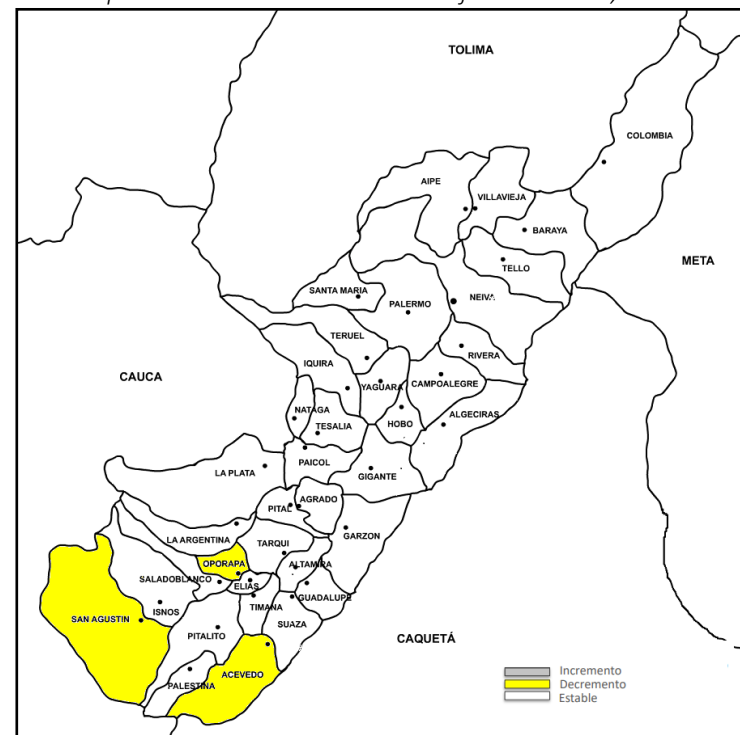 TOLIMA
COLOMBIA
AIPE
VILLAVIEJA
BARAYA
META
TELLO
SANTA MARIA
NEIVA
PALERMO
TERUEL
RIVERA
IQUIRA
CAUCA
YAGUARA
CAMPOALEGRE
NATAGA
ALGECIRAS
HOBO
TESALIA
PAICOL
LA PLATA
GIGANTE
AGRADO
PITAL
GARZON
LA ARGENTINA
TARQUI
OPORAPA
ALTAMIRA
SALADOBLANCO
ELIAS
GUADALUPE
TIMANA
ISNOS
SAN AGUSTIN
SUAZA
PITALITO
CAQUETÁ
ACEVEDO
PALESTINA
Incremento
Decremento
Estable